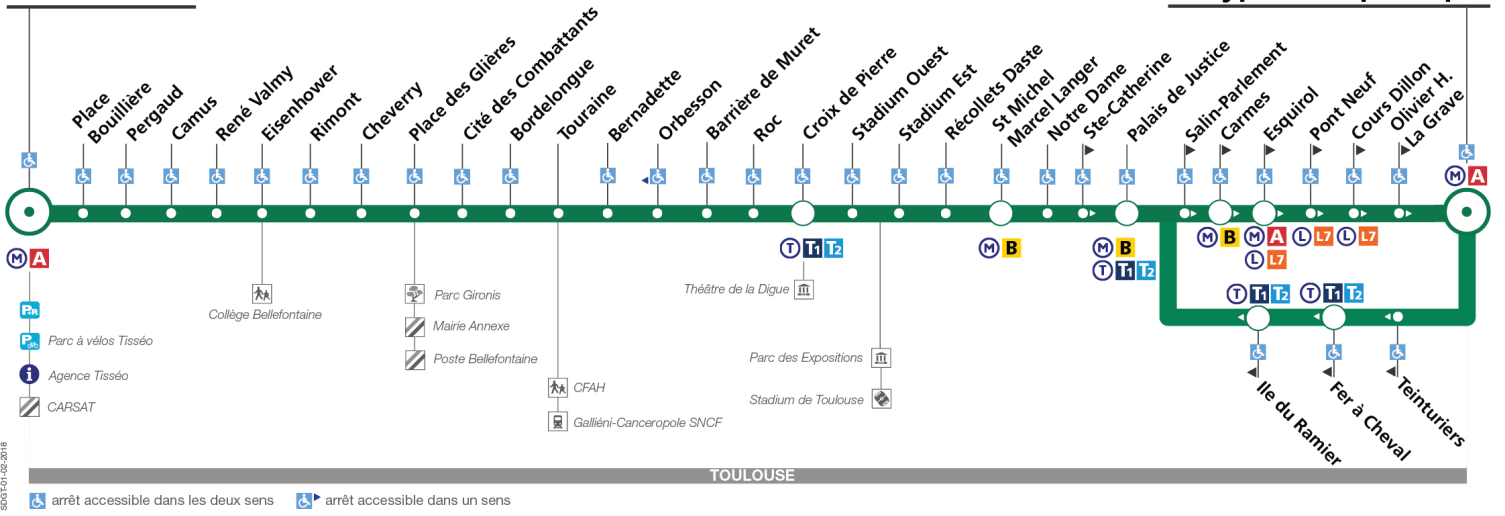 Place
Bouillière
Pergaud
Camus
René Valmy
Eisenhower
Rimont
Cheverry
Place des Glières
Cité des Combattants
Bordelongue
Touraine
Bernadette
Orbesson
Barrière de Muret
Roc
Croix de Pierre
Stadium Ouest
Stadium Est
Récollets Daste
St Michel
Marcel Langer
Notre Dame
Ste-Catherine
Palais de Justice
Salin-Parlement
Carmes
Esquirol
Pont Neuf
Cours Dillon
Olivier H.
La Grave
M A
M A
T T1 T2
M B
M B
T T1 T2
M B
M A
L L7
L L7
L L7
T T1 T2
T T1 T2
P+R
P
Parc à vélos Tisséo
i
Agence Tisséo
CARSAT
Collège Bellefontaine
Parc Gironis
Mairie Annexe
Poste Bellefontaine
CFAH
Galliéni-Canceropole SNCF
Théâtre de la Digue
Parc des Expositions
Stadium de Toulouse
Ile du Ramier
Fer à Cheval
Teinturiers
TOULOUSE
SDGT-01-02-2018
arrêt accessible dans les deux sens
arrêt accessible dans un sens